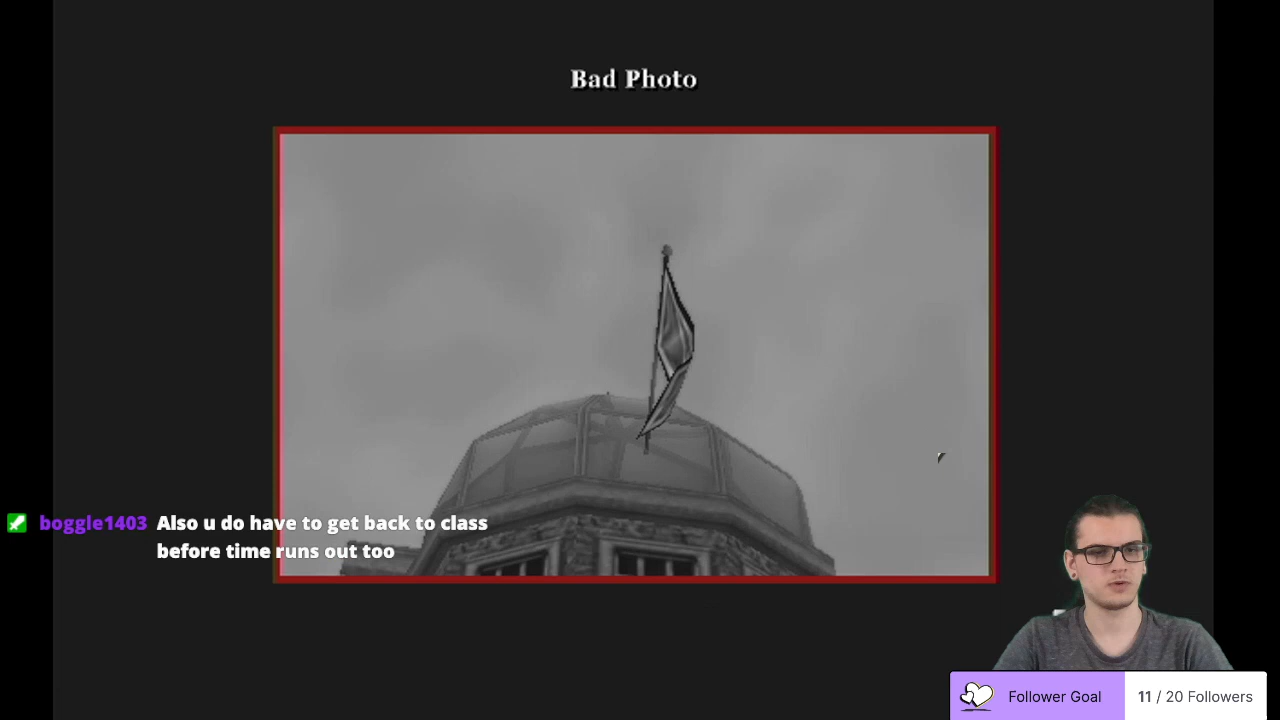 Bad Photo
boggle1403 Also u do have to get back to class
before time runs out too
Follower Goal 11 / 20 Followers